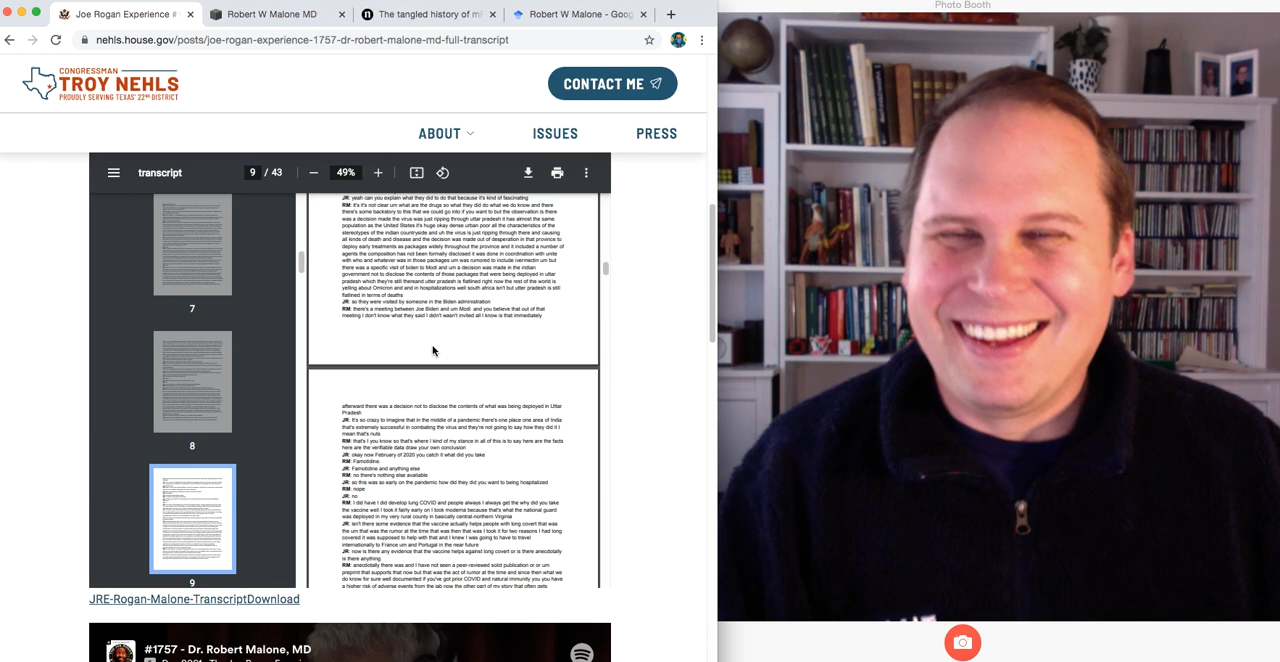 Joe Rogan Experience #
Robert W Malone MD
The tangled history of m
Robert W Malone - Goog
Photo Booth
nehls.house.gov/posts/joe-rogan-experience-1757-dr-robert-malone-md-full-transcript
CONGRESSMAN
TROY NEHLS
PROUDLY SERVING TEXAS' 22ND DISTRICT
CONTACT ME
ABOUT
ISSUES
PRESS
transcript
9 / 43
49%
7
8
9
JR: yeah can you explain what they did to do that because it's kind of fascinating
RM: it's it's not clear um what are the drugs so what they did do what we do know and there
there's some backstory to this that we could go into if you want to but the observation is there
was a decision made the virus was just ripping through uttar pradesh it has almost the same
population as the United States it's huge okay dense urban poor all the characteristics of the
stereotypes of the indian countryside and uh the virus is just ripping through there and causing
all kinds of death and disease and the decision was made out of desperation in that province to
deploy early treatments as packages widely throughout the province and it included a number of
agents the composition has not been formally disclosed it was done in coordination with unite
with who and whatever was in those packages um was rumored to include ivermectin um but
there was a specific visit of biden to Modi and um a decision was made in the indian
government not to disclose the contents of those packages that were being deployed in uttar
pradesh which they're still thereand uttar pradesh is flatlined right now the rest of the world is
yelling about Omicron and and in hospitalizations well south africa isn't but uttar pradesh is still
flatlined in terms of deaths
JR: so they were visited by someone in the Biden administration
RM: there's a meeting between Joe Biden and um Modi and you believe that out of that
meeting I don't know what they said I didn't wasn't invited all I know is that immediately
afterward there was a decision not to disclose the contents of what was being deployed in Uttar
Pradesh
JR: It's so crazy to imagine that in the middle of a pandemic there's one place one area of India
that's extremely successful in combating the virus and they're not going to say how they did it I
mean that's nuts
RM: that's I you know so that's where I kind of my stance in all of this is to say here are the facts
here are the verifiable data draw your own conclusion
JR: okay now February of 2020 you catch it what did you take
RM: Famotidine.
JR: Famotidine and anything else
RM: no there's nothing else available
JR: so this was so early on the pandemic how did they did you want to being hospitalized
RM: nope
JR: no
RM: I did have I did develop lung COVID and people always I always get the why did you take
the vaccine well I took it fairly early on I took moderna because that's what the national guard
was deployed in my very rural county in basically central-northern Virginia
JR: isn't there some evidence that the vaccine actually helps people with long covert that was
the um that was the rumor at the time that was then that was I took it for two reasons I had long
covered it was supposed to help with that and I knew I was going to have to travel
internationally to France um and Portugal in the near future
JR: now is there any evidence that the vaccine helps against long covert or is there anecdotally
is there anything
RM: anecdotally there was and I have not seen a peer-reviewed solid publication or or um
preprint that supports that now but that was the act of rumor at the time and ance then what we
do know for sure well documented if you've got prior COVID and natural immunity you you have
a higher risk of adverse events from the jab now the other part of my story that often gets
JRE-Rogan-Malone-TranscriptDownload
#1757 - Dr. Robert Malone, MD